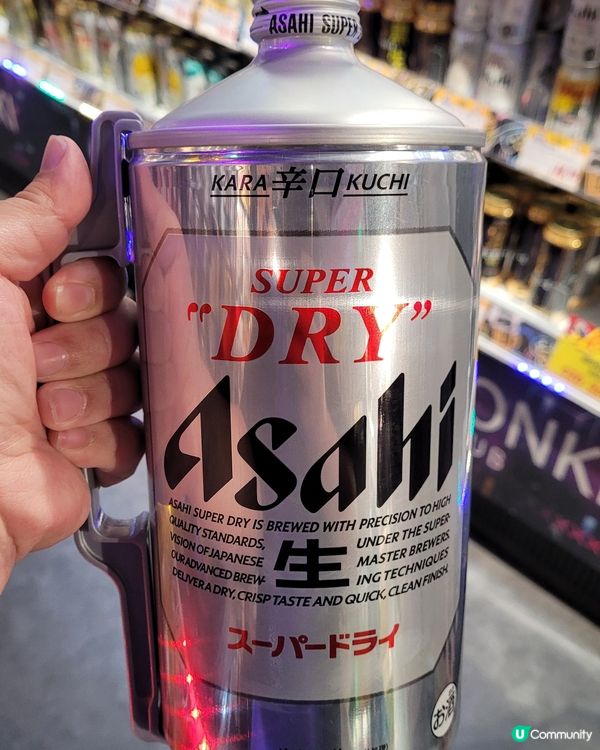 ASAHI SUPER
KARA 辛口 KUCHI
SUPER
"DRY"
Asahi
ASAHI SUPER DRY IS BREWED WITH PRECISION TO HIGH
QUALITY STANDARDS, UNDER THE SUPER-
VISION OF JAPANESE MASTER BREWERS.
生
OUR ADVANCED BREW- ING TECHNIQUES
DELIVER A DRY, CRISP TASTE AND QUICK, CLEAN FINISH.
スーパードライ
お酒
ONK
US
U Community